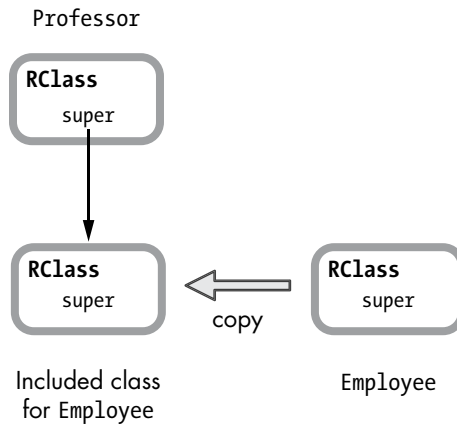 Professor
RClass
super
RClass
super
copy
RClass
super
Included class
for Employee
Employee